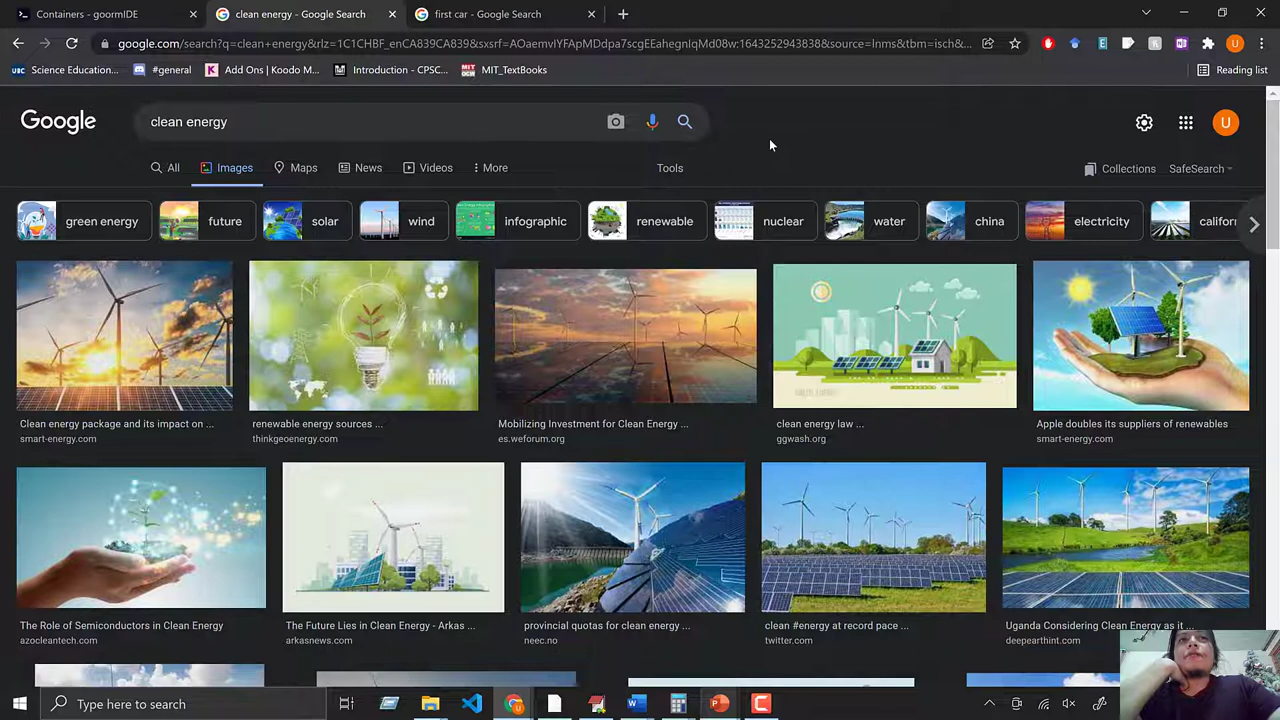 Containers - goormIDE
clean energy - Google Search
first car - Google Search
google.com/search?q=clean+energy&rlz=1C1CHBF_enCA839CA839&sxsrf=AOaemvIYFApMDdpa7scgEEahegnIqMd08w:1643252943838&source=lnms&tbm=isch&...
UBC Science Education...
#general
Add Ons | Koodo M...
Introduction - CPSC...
MIT_TextBooks
Reading list
Google
clean energy
U
All
Images
Maps
News
Videos
More
Tools
Collections
SafeSearch
green energy
future
solar
wind
infographic
renewable
nuclear
water
china
electricity
califor
Clean energy package and its impact on ...
smart-energy.com
renewable energy sources ...
thinkgeoenergy.com
Mobilizing Investment for Clean Energy ...
es.weforum.org
clean energy law ...
ggwash.org
Apple doubles its suppliers of renewables
smart-energy.com
The Role of Semiconductors in Clean Energy
azocleantech.com
The Future Lies in Clean Energy - Arkas ...
arkasnews.com
provincial quotas for clean energy ...
neec.no
clean #energy at record pace ...
twitter.com
Uganda Considering Clean Energy as it ...
deepearthint.com
Type here to search